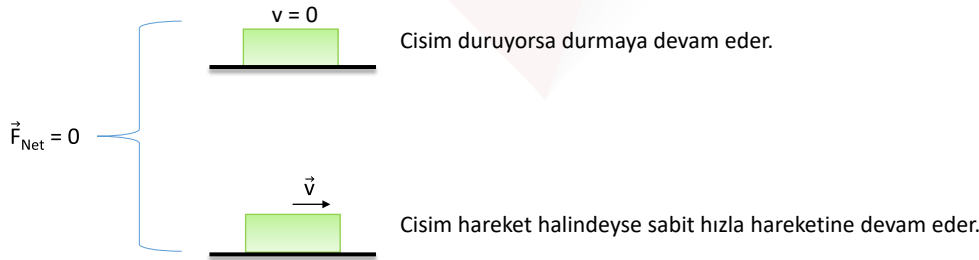 v = 0
Cisim duruyorsa durmaya devam eder.
F⃗Net = 0
v⃗
Cisim hareket halindeyse sabit hızla hareketine devam eder.